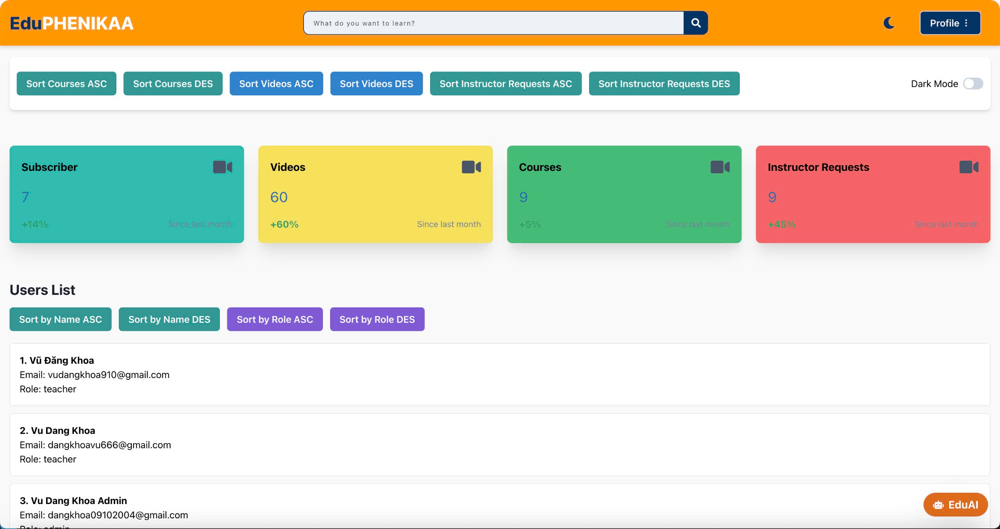 EduPHENIKAA
What do you want to learn?
Profile
Sort Courses ASC
Sort Courses DES
Sort Videos ASC
Sort Videos DES
Sort Instructor Requests ASC
Sort Instructor Requests DES
Dark Mode
Subscriber
7
+14%
Since last month
Videos
60
+60%
Since last month
Courses
9
+5%
Since last month
Instructor Requests
9
+45%
Since last month
Users List
Sort by Name ASC
Sort by Name DES
Sort by Role ASC
Sort by Role DES
1. Vũ Đăng Khoa
Email: vudangkhoa910@gmail.com
Role: teacher
2. Vu Dang Khoa
Email: dangkhoavu666@gmail.com
Role: teacher
3. Vu Dang Khoa Admin
Email: dangkhoa09102004@gmail.com
Role: admin
EduAI